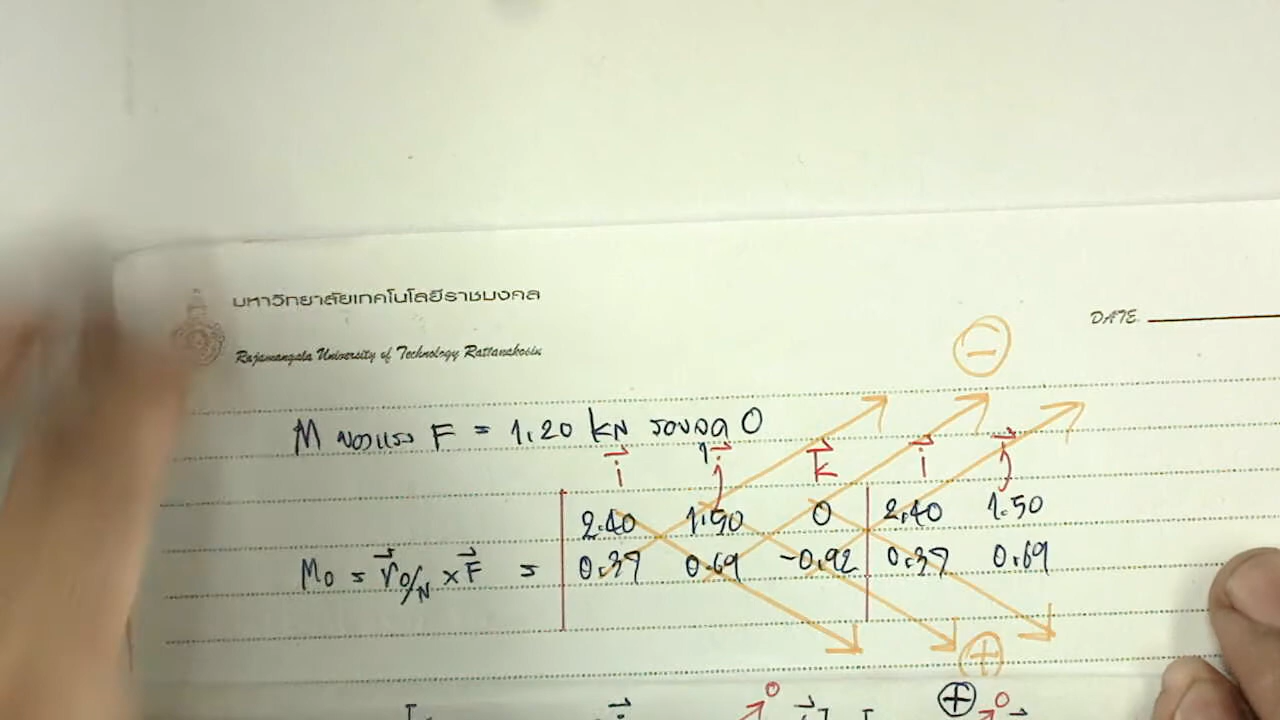 มหาวิทยาลัยเทคโนโลยีราชมงคล
Rajamangala University of Technology Rattanakosin
DATE
M ของแรง F = 1.20 kN รอบจุด O
i j k i j
2.40 1.50 0 2.40 1.50
Mo = r O/N × F = 0.37 0.69 -0.92 0.37 0.69